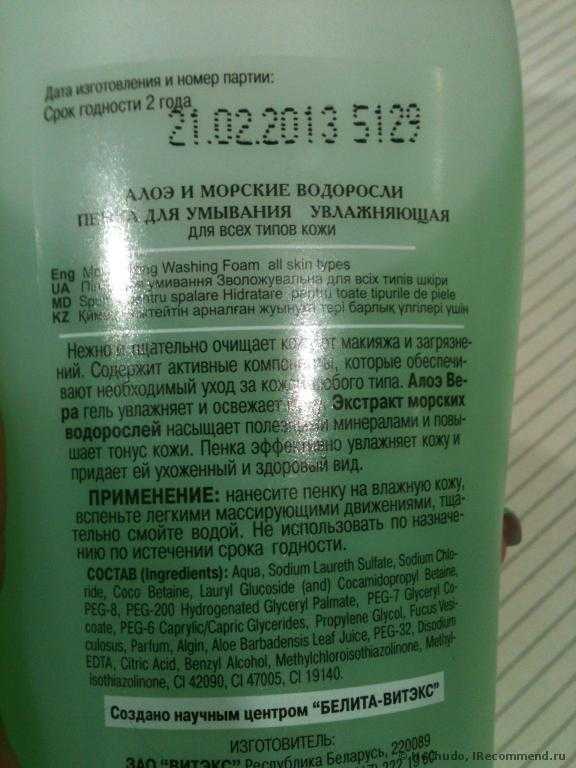 Дата изготовления и номер партии:
Срок годности 2 года
21.02.2013 5129
АЛОЭ И МОРСКИЕ ВОДОРОСЛИ
ПЕНКА ДЛЯ УМЫВАНИЯ УВЛАЖНЯЮЩАЯ
для всех типов кожи
Eng Washing Foam all skin types
UA умивання Зволожувальна для всіх типів шкіри
MD pentru spalare Hidratare pentru toate tipurile de piele
KZ арналған жуынуға тері барлық үлгілері үшін
Нежно и тщательно очищает кожу от макияжа и загрязне-
ний. Содержит активные компоненты, которые обеспечи-
вают необходимый уход за кожей любого типа. Алоэ Ве-
ра гель увлажняет и освежает Экстракт морских
водорослей насыщает полезными минералами и повы-
шает тонус кожи. Пенка эффективно увлажняет кожу и
придает ей ухоженный и здоровый вид.
ПРИМЕНЕНИЕ: нанесите пенку на влажную кожу,
вспеньте легкими массирующими движениями, тща-
тельно смойте водой. Не использовать по назначе-
нию по истечении срока годности.
СОСТАВ (Ingredients): Aqua, Sodium Laureth Sulfate, Sodium Chlo-
ride, Coco Betaine, Lauryl Glucoside (and) Cocamidopropyl Betaine,
PEG-8, PEG-200 Hydrogenated Glyceryl Palmate, PEG-7 Glyceryl Co-
coate, PEG-6 Caprylic/Capric Glycerides, Propylene Glycol, Fucus Vesi-
culosus, Parfum, Algin, Aloe Barbadensis Leaf Juice, PEG-32, Disodium
EDTA, Citric Acid, Benzyl Alcohol, Methylchloroisothiazolinone, Methyl-
isothiazolinone, CI 42090, CI 47005, CI 19140.
Создано научным центром "БЕЛИТА-ВИТЭКС"
ИЗГОТОВИТЕЛЬ:
ЗАО "ВИТЭКС" Республика Беларусь, 220089
IRecommend.ru